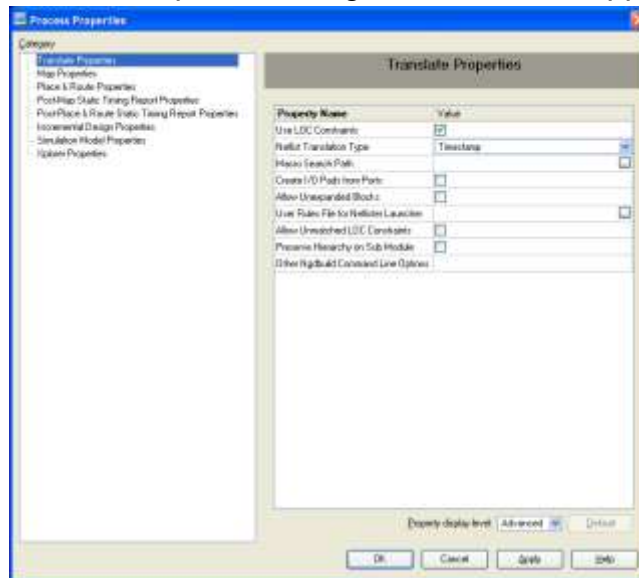 Process Properties
Category
Translate Properties
Map Properties
Place & Route Properties
Post-Map Static Timing Report Properties
Post-Place & Route Static Timing Report Properties
Incremental Design Properties
Simulation Model Properties
Xplorer Properties
Translate Properties
Property Name Value
Use LOC Constraints
Netlist Translation Type Timestamp
Macro Search Path
Create I/O Pads from Ports
Allow Unexpanded Blocks
User Rules File for Netlister Launcher
Allow Unmatched LOC Constraints
Preserve Hierarchy on Sub Module
Other Ngdbuild Command Line Options
Property display level: Advanced Default
OK Cancel Apply Help